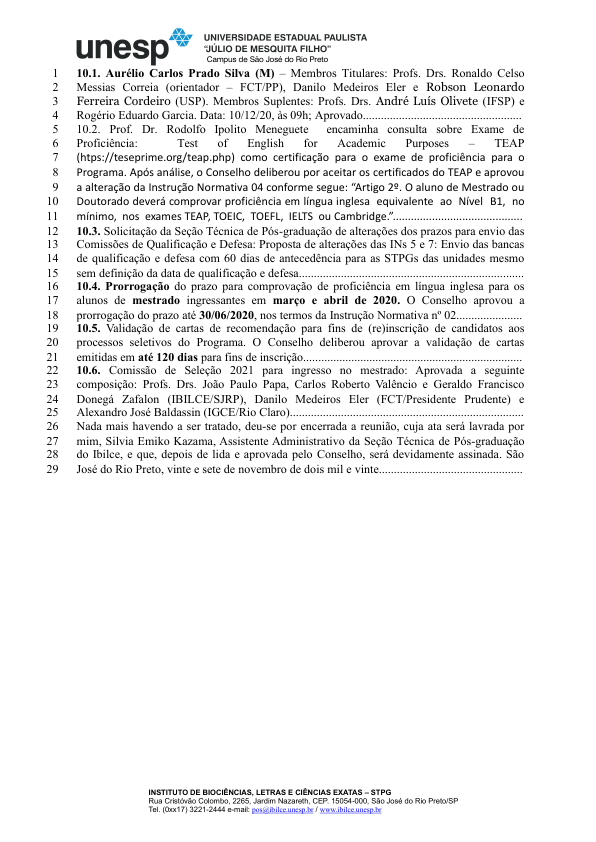 unesp
UNIVERSIDADE ESTADUAL PAULISTA
“JÚLIO DE MESQUITA FILHO”
Campus de São José do Rio Preto
1 10.1. Aurélio Carlos Prado Silva (M) – Membros Titulares: Profs. Drs. Ronaldo Celso
2 Messias Correia (orientador – FCT/PP), Danilo Medeiros Eler e Robson Leonardo
3 Ferreira Cordeiro (USP). Membros Suplentes: Profs. Drs. André Luís Olivete (IFSP) e
4 Rogério Eduardo Garcia. Data: 10/12/20, às 09h; Aprovado.....................................................
5 10.2. Prof. Dr. Rodolfo Ipolito Meneguete encaminha consulta sobre Exame de
6 Proficiência: Test of English for Academic Purposes – TEAP
7 (htps://teseprime.org/teap.php) como certificação para o exame de proficiência para o
8 Programa. Após análise, o Conselho deliberou por aceitar os certificados do TEAP e aprovou
9 a alteração da Instrução Normativa 04 conforme segue: “Artigo 2º. O aluno de Mestrado ou
10 Doutorado deverá comprovar proficiência em língua inglesa equivalente ao Nível B1, no
11 mínimo, nos exames TEAP, TOEIC, TOEFL, IELTS ou Cambridge.”..........................................
12 10.3. Solicitação da Seção Técnica de Pós-graduação de alterações dos prazos para envio das
13 Comissões de Qualificação e Defesa: Proposta de alterações das INs 5 e 7: Envio das bancas
14 de qualificação e defesa com 60 dias de antecedência para as STPGs das unidades mesmo
15 sem definição da data de qualificação e defesa...........................................................................
16 10.4. Prorrogação do prazo para comprovação de proficiência em língua inglesa para os
17 alunos de mestrado ingressantes em março e abril de 2020. O Conselho aprovou a
18 prorrogação do prazo até 30/06/2020, nos termos da Instrução Normativa nº 02......................
19 10.5. Validação de cartas de recomendação para fins de (re)inscrição de candidatos aos
20 processos seletivos do Programa. O Conselho deliberou aprovar a validação de cartas
21 emitidas em até 120 dias para fins de inscrição.........................................................................
22 10.6. Comissão de Seleção 2021 para ingresso no mestrado: Aprovada a seguinte
23 composição: Profs. Drs. João Paulo Papa, Carlos Roberto Valêncio e Geraldo Francisco
24 Donegá Zafalon (IBILCE/SJRP), Danilo Medeiros Eler (FCT/Presidente Prudente) e
25 Alexandro José Baldassin (IGCE/Rio Claro)..............................................................................
26 Nada mais havendo a ser tratado, deu-se por encerrada a reunião, cuja ata será lavrada por
27 mim, Silvia Emiko Kazama, Assistente Administrativo da Seção Técnica de Pós-graduação
28 do Ibilce, e que, depois de lida e aprovada pelo Conselho, será devidamente assinada. São
29 José do Rio Preto, vinte e sete de novembro de dois mil e vinte................................................
INSTITUTO DE BIOCIÊNCIAS, LETRAS E CIÊNCIAS EXATAS – STPG
Rua Cristóvão Colombo, 2265, Jardim Nazareth, CEP. 15054-000, São José do Rio Preto/SP
Tel. (0xx17) 3221-2444 e-mail: pos@ibilce.unesp.br / www.ibilce.unesp.br